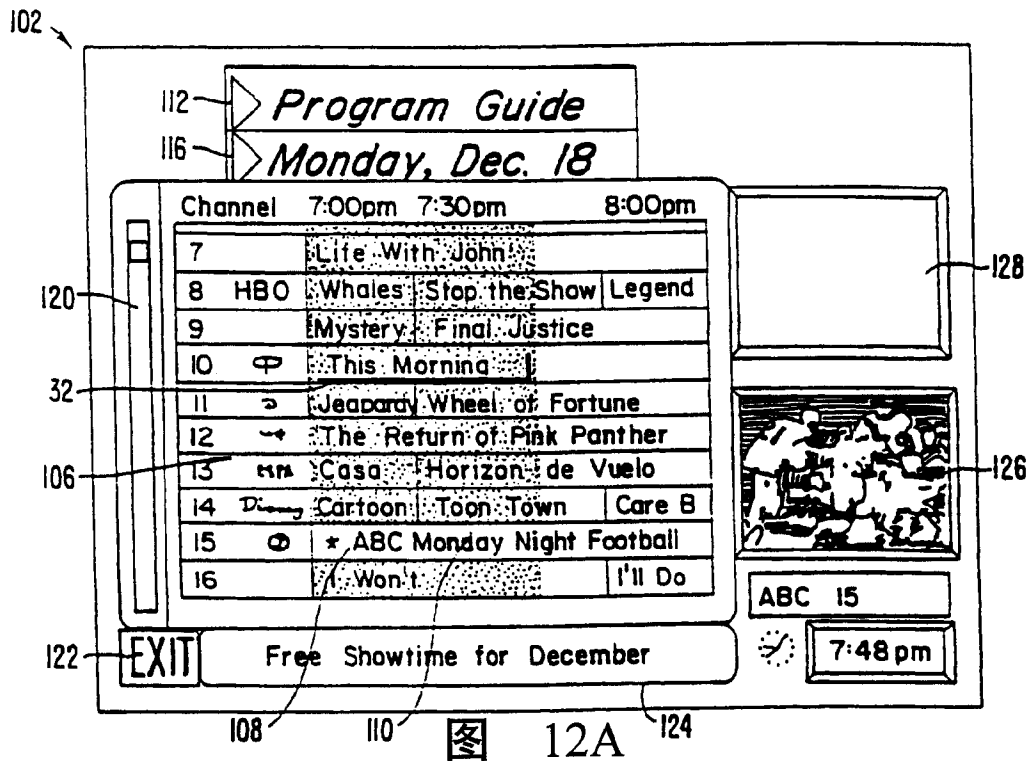 102
112
Program Guide
116
Monday, Dec. 18
Channel 7:00pm 7:30pm 8:00pm
7 Life With John
8 HBO Whales Stop the Show Legend
9 Mystery Final Justice
10 This Morning
11 Jeapardy Wheel of Fortune
12 The Return of Pink Panther
13 Casa Horizon de Vuelo
14 Disney Cartoon Toon Town Care B
15 * ABC Monday Night Football
16 I Won't I'll Do
120
32
106
128
126
ABC 15
122
EXIT
Free Showtime for December
7:48 pm
108
110
124
图 12A